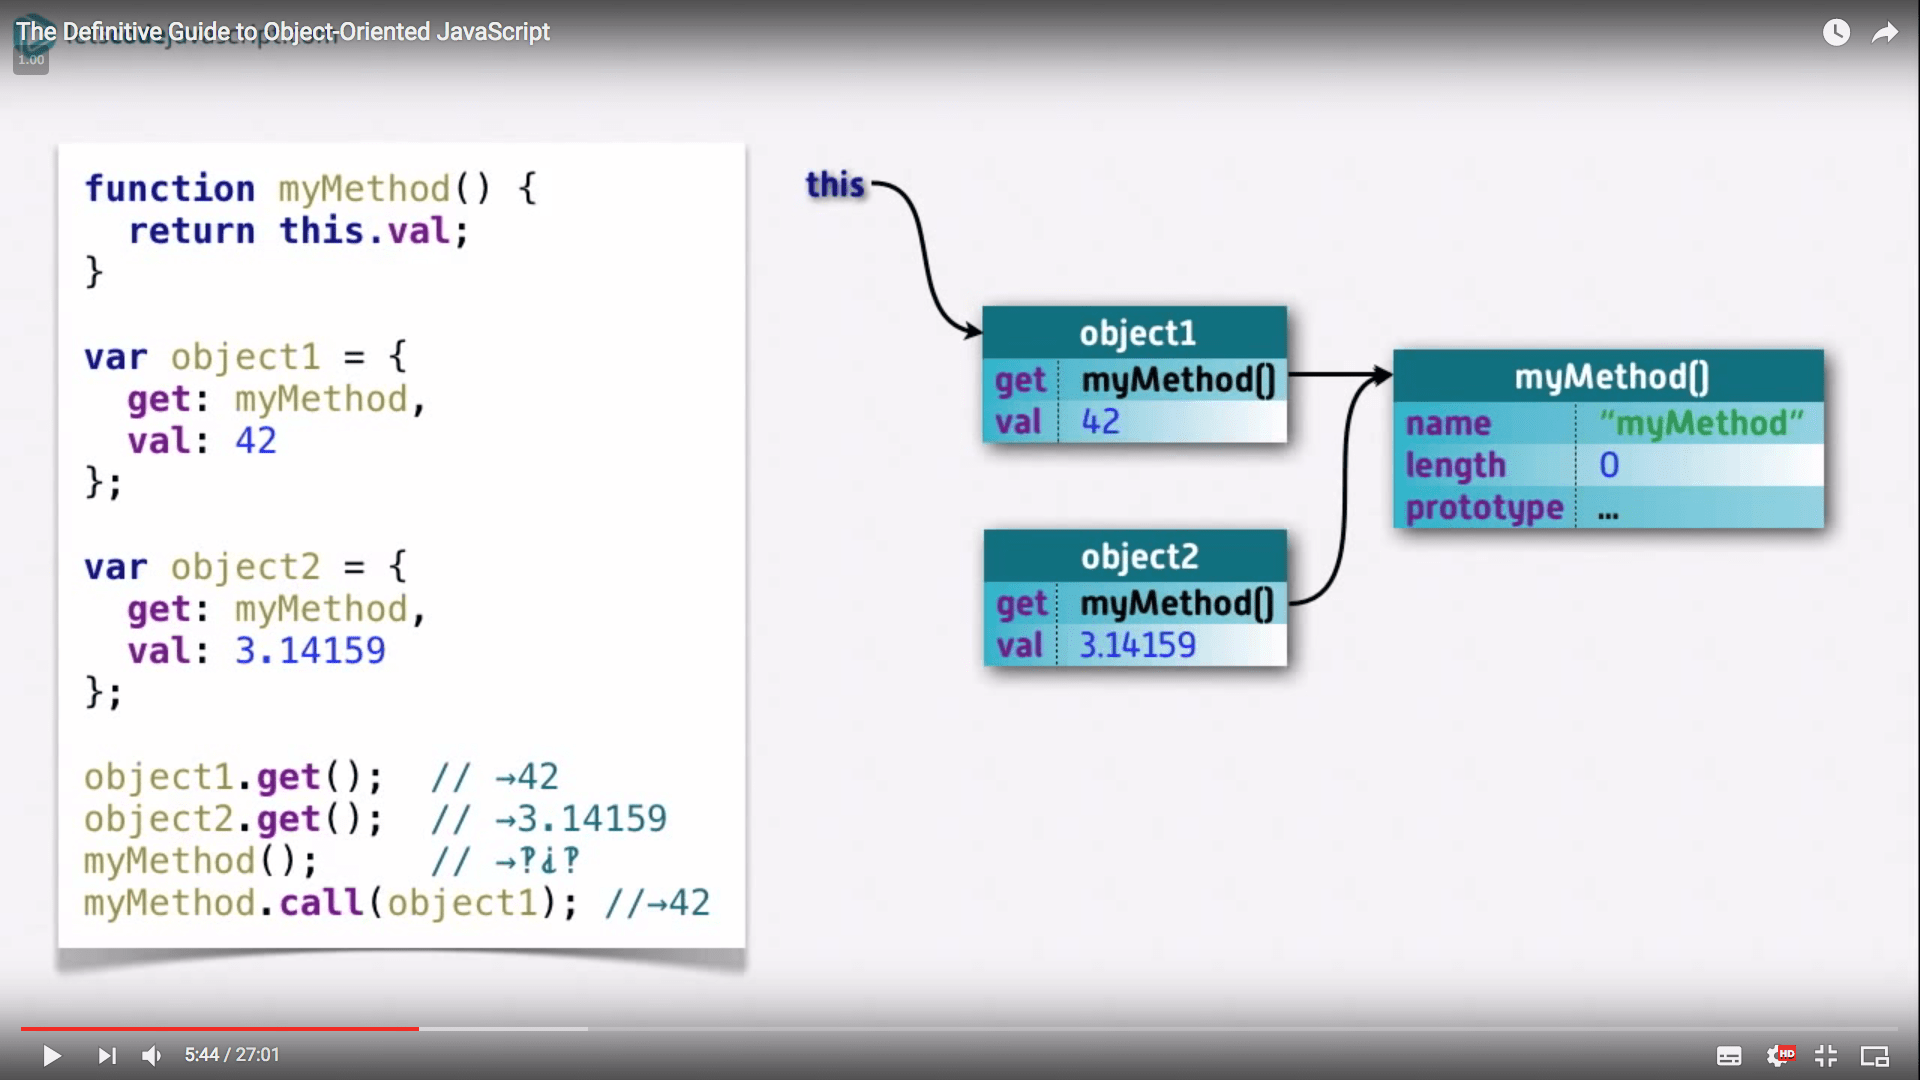 The Definitive Guide to Object-Oriented JavaScript
1.00
function myMethod() {
  return this.val;
}
var object1 = {
  get: myMethod,
  val: 42
};
var object2 = {
  get: myMethod,
  val: 3.14159
};
object1.get();  // →42
object2.get();  // →3.14159
myMethod();     // →‽¿‽
myMethod.call(object1); //→42
this
object1
get myMethod()
val 42
object2
get myMethod()
val 3.14159
myMethod()
name “myMethod”
length 0
prototype ...
5:44 / 27:01
HD